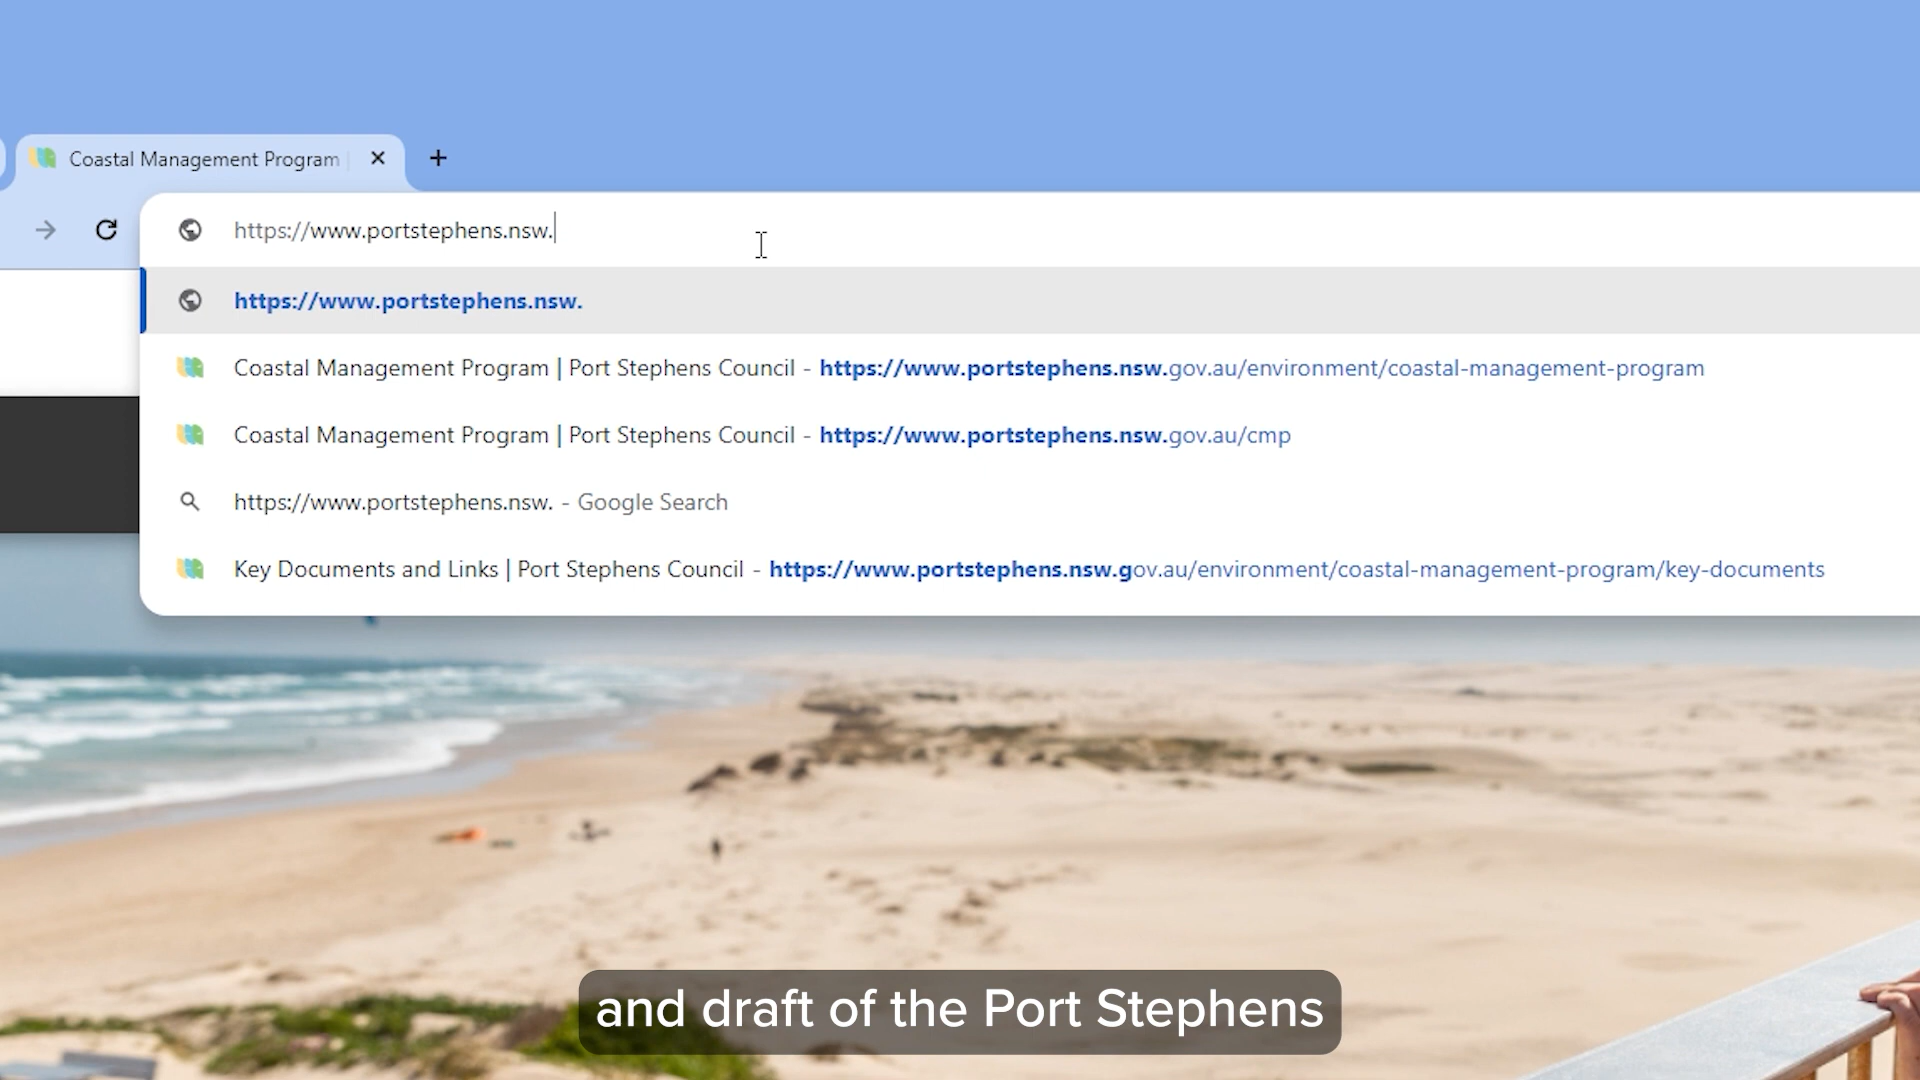 Coastal Management Program
https://www.portstephens.nsw.
https://www.portstephens.nsw.
Coastal Management Program | Port Stephens Council - https://www.portstephens.nsw.gov.au/environment/coastal-management-program
Coastal Management Program | Port Stephens Council - https://www.portstephens.nsw.gov.au/cmp
https://www.portstephens.nsw. - Google Search
Key Documents and Links | Port Stephens Council - https://www.portstephens.nsw.gov.au/environment/coastal-management-program/key-documents
and draft of the Port Stephens